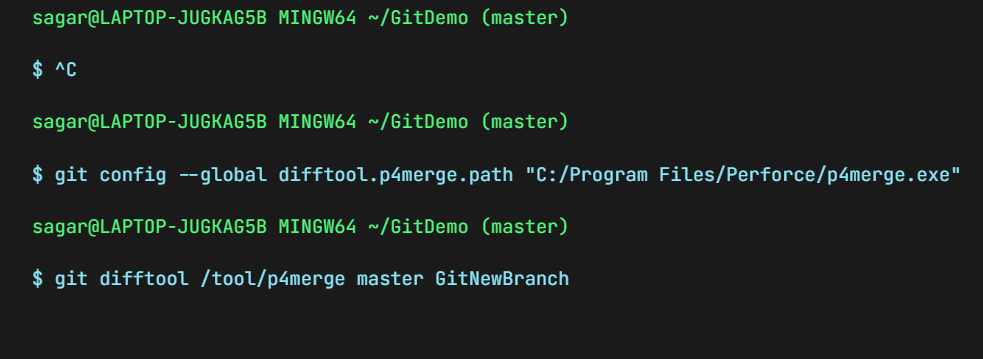 sagar@LAPTOP-JUGKAG5B MINGW64 ~/GitDemo (master)
$ ^C
sagar@LAPTOP-JUGKAG5B MINGW64 ~/GitDemo (master)
$ git config --global difftool.p4merge.path "C:/Program Files/Perforce/p4merge.exe"
sagar@LAPTOP-JUGKAG5B MINGW64 ~/GitDemo (master)
$ git difftool /tool/p4merge master GitNewBranch